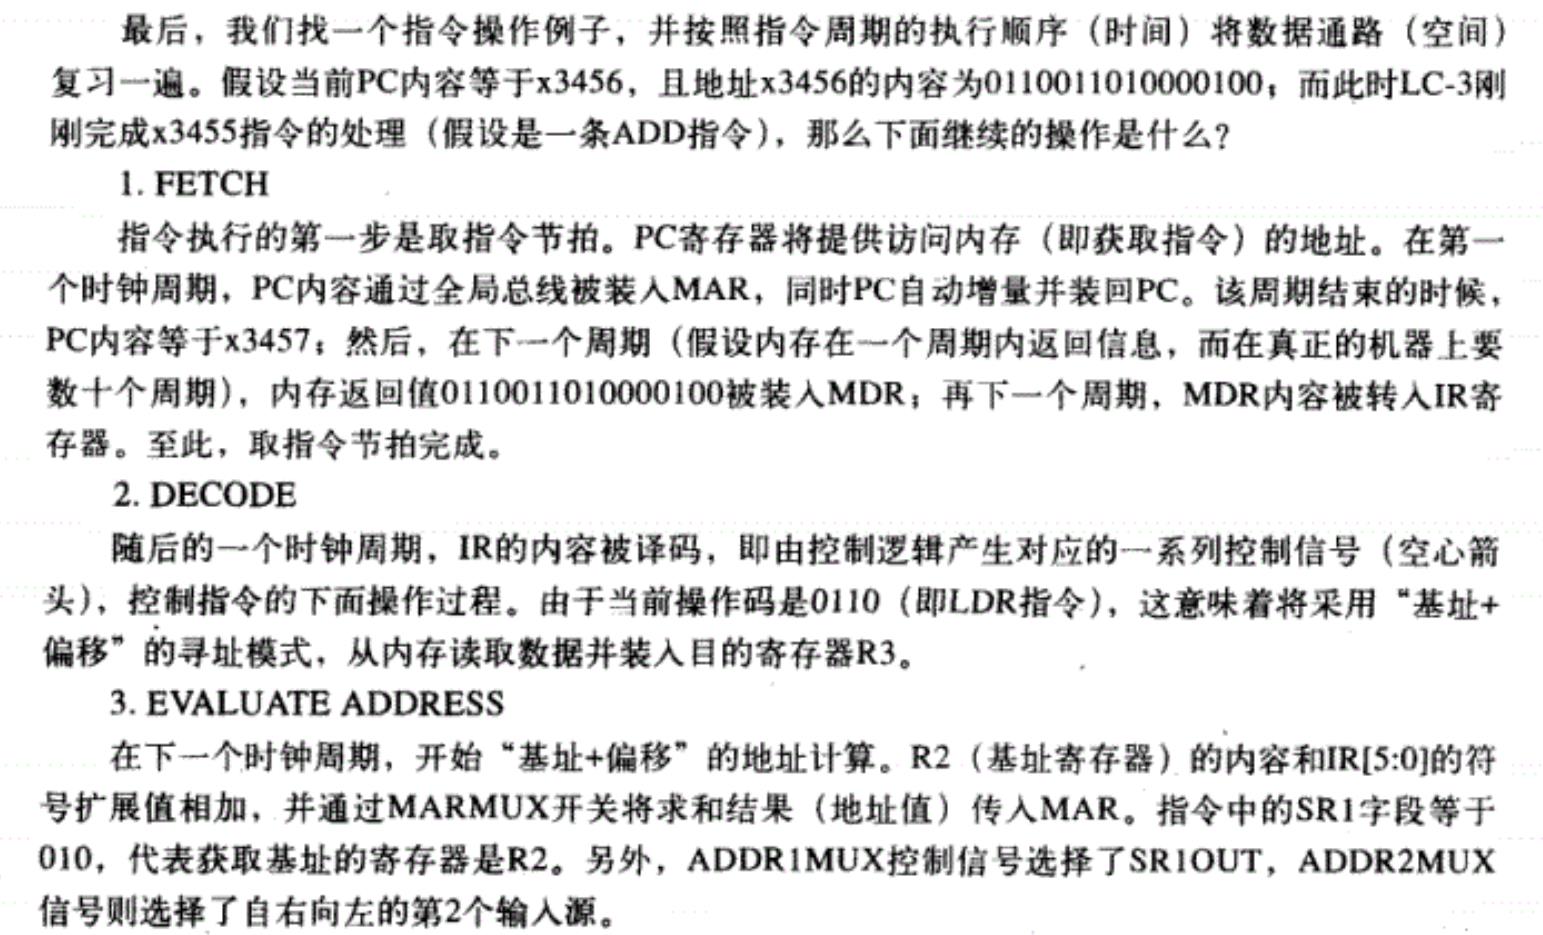 最后，我们找一个指令操作例子，并按照指令周期的执行顺序（时间）将数据通路（空间）
复习一遍。假设当前PC内容等于x3456，且地址x3456的内容为0110011010000100；而此时LC-3刚
刚完成x3455指令的处理（假设是一条ADD指令），那么下面继续的操作是什么？
1. FETCH
指令执行的第一步是取指令节拍。PC寄存器将提供访问内存（即获取指令）的地址。在第一
个时钟周期，PC内容通过全局总线被装入MAR，同时PC自动增量并装回PC。该周期结束的时候，
PC内容等于x3457；然后，在下一个周期（假设内存在一个周期内返回信息，而在真正的机器上要
数十个周期），内存返回值0110011010000100被装入MDR；再下一个周期，MDR内容被转入IR寄
存器。至此，取指令节拍完成。
2. DECODE
随后的一个时钟周期，IR的内容被译码，即由控制逻辑产生对应的一系列控制信号（空心箭
头），控制指令的下面操作过程。由于当前操作码是0110（即LDR指令），这意味着将采用“基址+
偏移”的寻址模式，从内存读取数据并装入目的寄存器R3。
3. EVALUATE ADDRESS
在下一个时钟周期，开始“基址+偏移”的地址计算。R2（基址寄存器）的内容和IR[5:0]的符
号扩展值相加，并通过MARMUX开关将求和结果（地址值）传入MAR。指令中的SR1字段等于
010，代表获取基址的寄存器是R2。另外，ADDR1MUX控制信号选择了SR1OUT，ADDR2MUX
信号则选择了自右向左的第2个输入源。